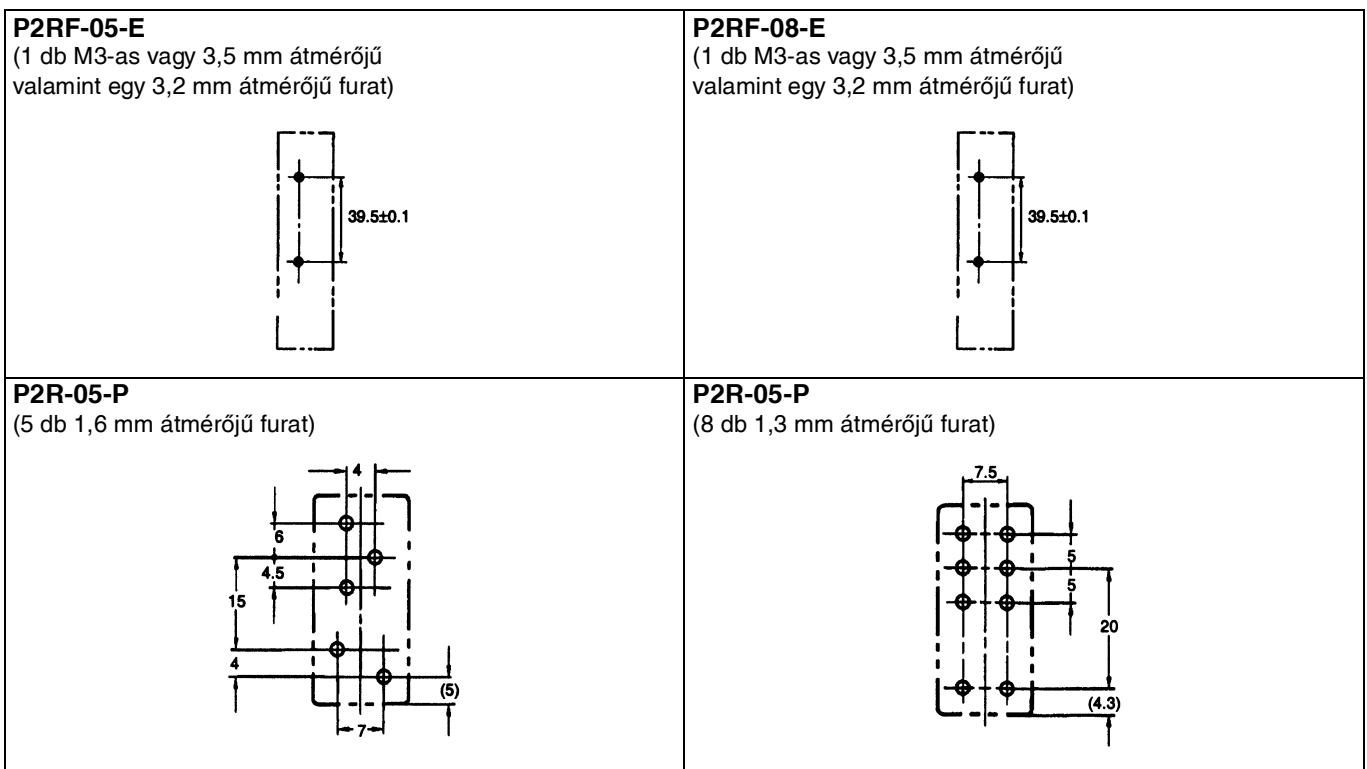 P2RF-05-E
(1 db M3-as vagy 3,5 mm átmérőjű
valamint egy 3,2 mm átmérőjű furat)
39.5±0.1
P2RF-08-E
(1 db M3-as vagy 3,5 mm átmérőjű
valamint egy 3,2 mm átmérőjű furat)
39.5±0.1
P2R-05-P
(5 db 1,6 mm átmérőjű furat)
4
6
4.5
15
4
(5)
7
P2R-05-P
(8 db 1,3 mm átmérőjű furat)
7.5
5
5
20
(4.3)